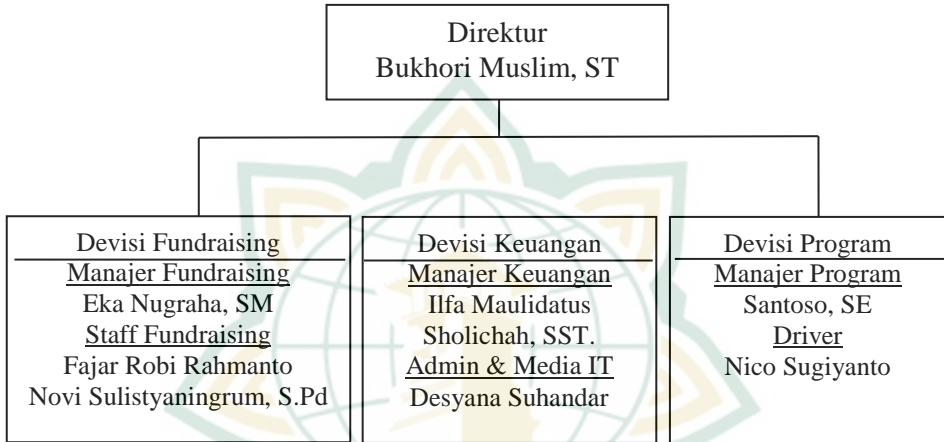 Direktur
Bukhori Muslim, ST
Devisi Fundraising
Manajer Fundraising
Eka Nugraha, SM
Staff Fundraising
Fajar Robi Rahmanto
Novi Sulistyaningrum, S.Pd
Devisi Keuangan
Manajer Keuangan
Ilfa Maulidatus
Sholichah, SST.
Admin & Media IT
Desyana Suhandar
Devisi Program
Manajer Program
Santoso, SE
Driver
Nico Sugiyanto